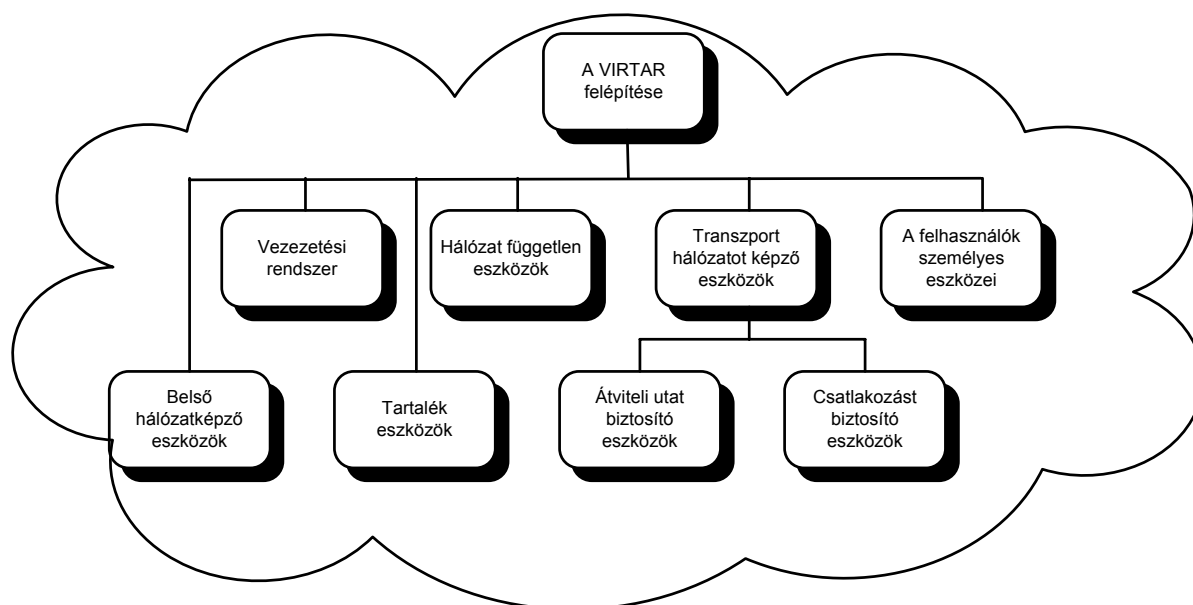 A VIRTAR
felépítése
Vezezetési
rendszer
Hálózat független
eszközök
Transzport
hálózatot képző
eszközök
A felhasználók
személyes
eszközei
Belső
hálózatképző
eszközök
Tartalék
eszközök
Átviteli utat
biztosító
eszközök
Csatlakozást
biztosító
eszközök